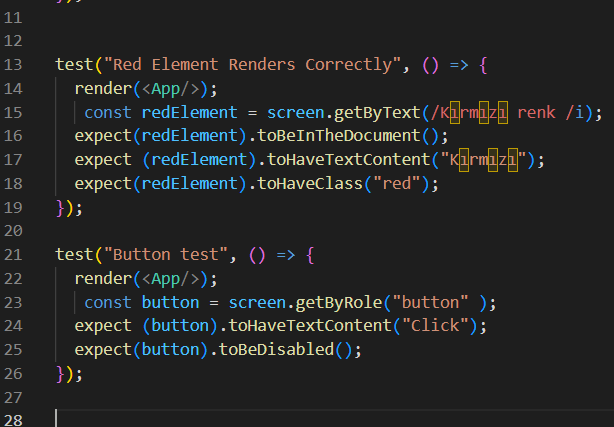 11 });
12
13 test("Red Element Renders Correctly", () => {
14 render(<App/>);
15 const redElement = screen.getByText(/Kırmızı renk /i);
16 expect(redElement).toBeInTheDocument();
17 expect (redElement).toHaveTextContent("Kırmızı");
18 expect(redElement).toHaveClass("red");
19 });
20
21 test("Button test", () => {
22 render(<App/>);
23 const button = screen.getByRole("button" );
24 expect (button).toHaveTextContent("Click");
25 expect(button).toBeDisabled();
26 });
27
28